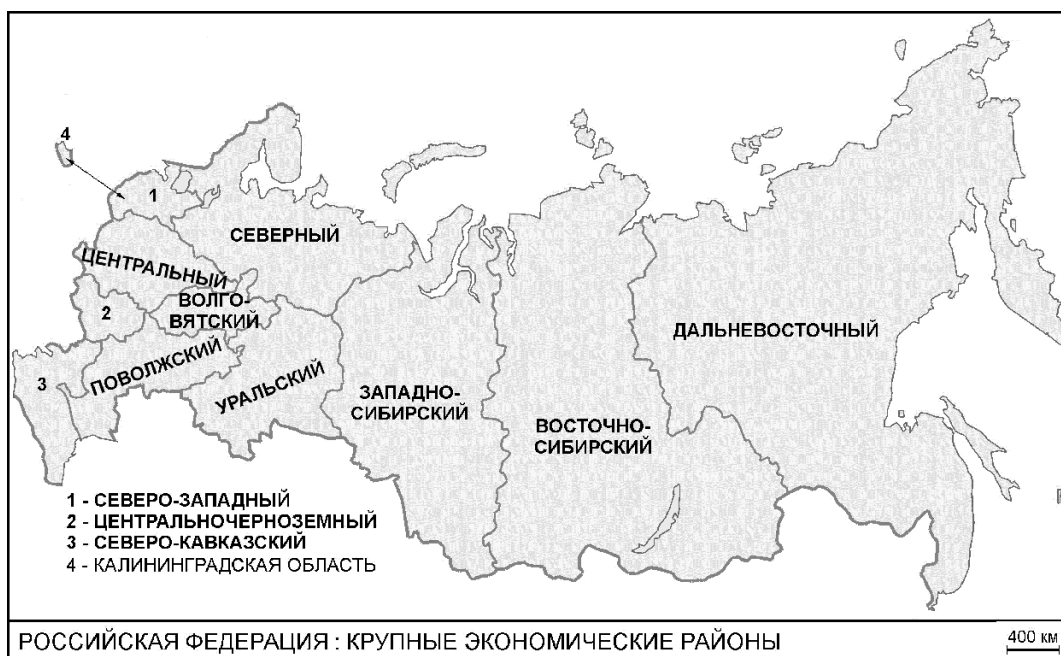 4
1
СЕВЕРНЫЙ
ЦЕНТРАЛЬНЫЙ
2
ВОЛГО-
ВЯТСКИЙ
ДАЛЬНЕВОСТОЧНЫЙ
3
ПОВОЛЖСКИЙ
УРАЛЬСКИЙ
ЗАПАДНО-
СИБИРСКИЙ
ВОСТОЧНО-
СИБИРСКИЙ
1 - СЕВЕРО-ЗАПАДНЫЙ
2 - ЦЕНТРАЛЬНОЧЕРНОЗЕМНЫЙ
3 - СЕВЕРО-КАВКАЗСКИЙ
4 - КАЛИНИНГРАДСКАЯ ОБЛАСТЬ
РОССИЙСКАЯ ФЕДЕРАЦИЯ : КРУПНЫЕ ЭКОНОМИЧЕСКИЕ РАЙОНЫ
400 км